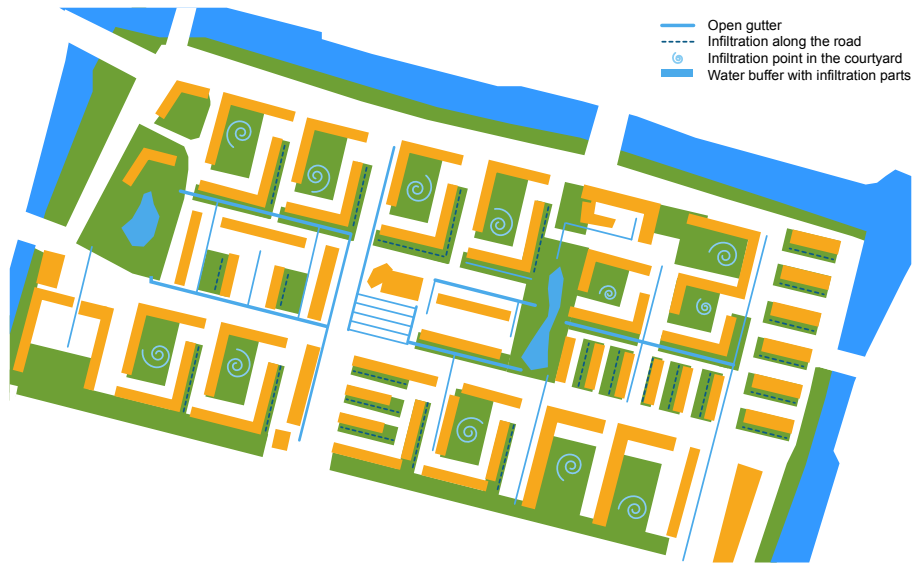 Open gutter
Infiltration along the road
Infiltration point in the courtyard
Water buffer with infiltration parts